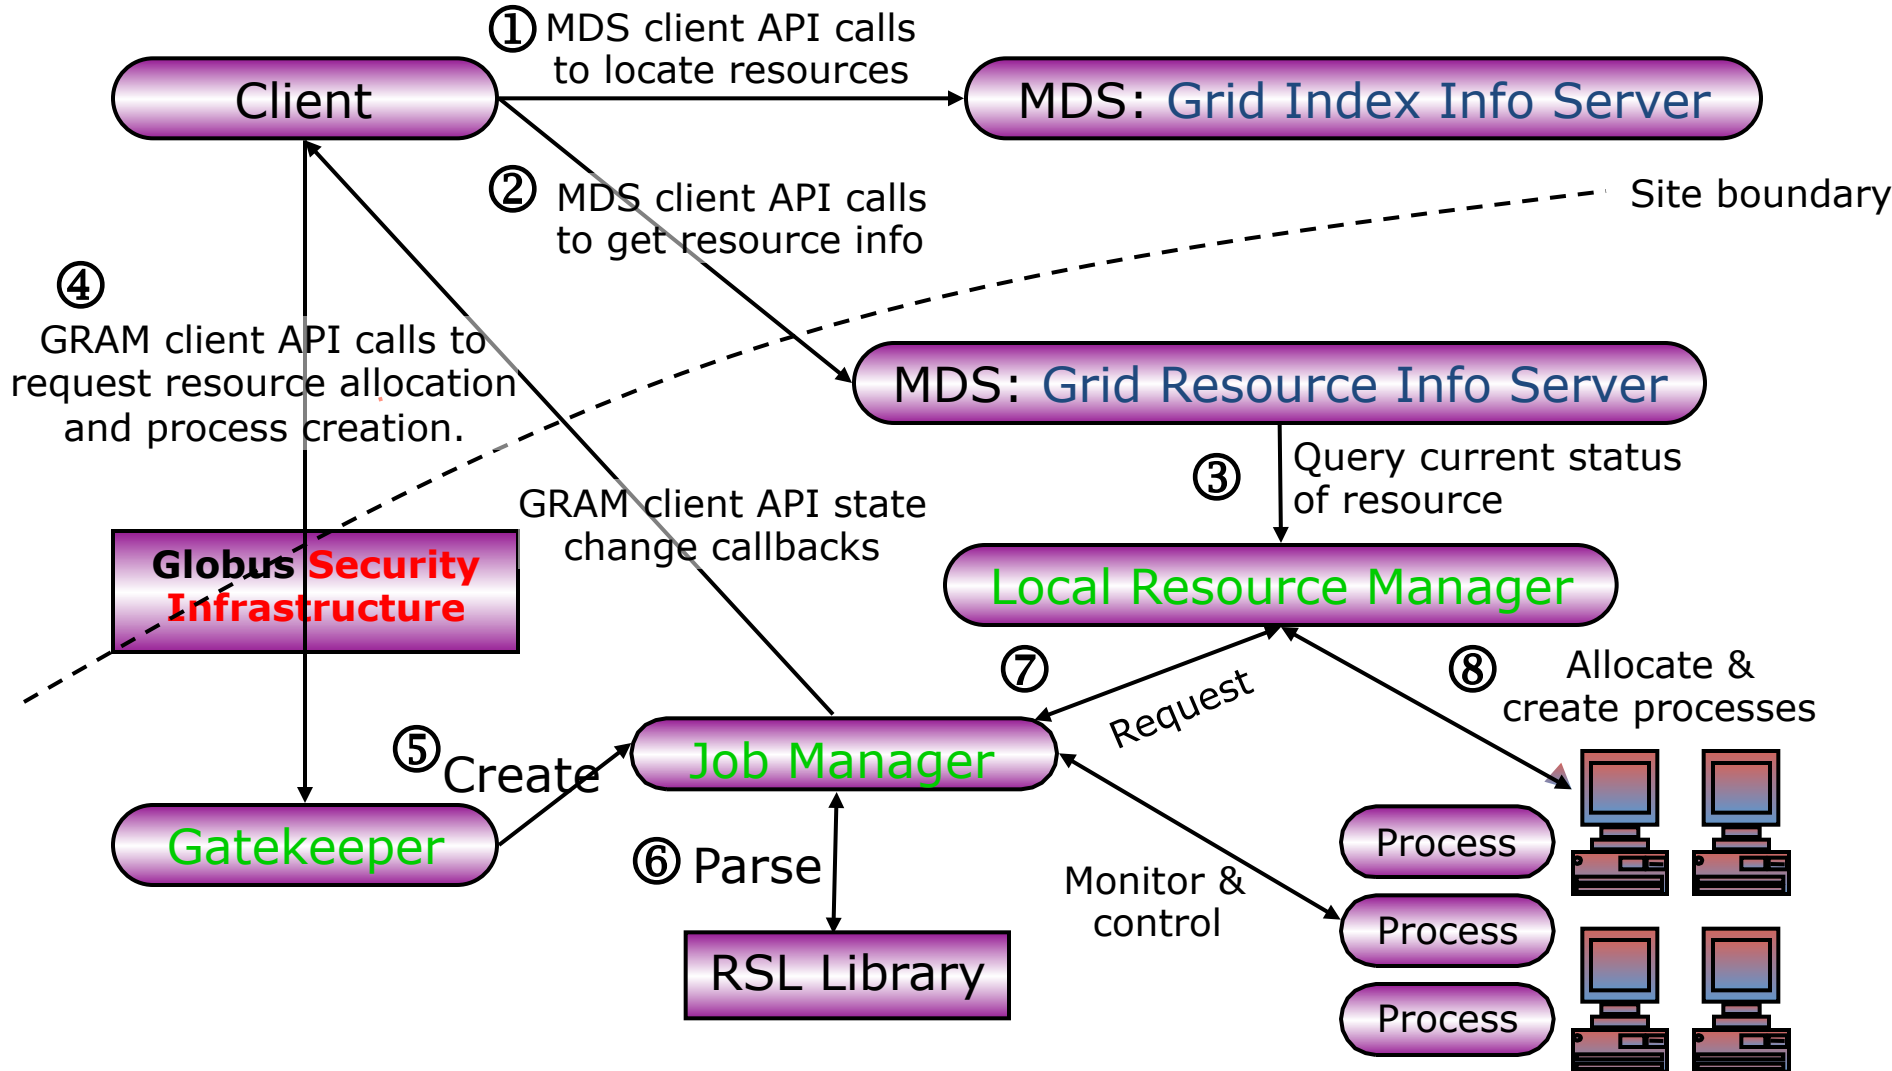 ① MDS client API calls
to locate resources
Client
MDS: Grid Index Info Server
② MDS client API calls
to get resource info
Site boundary
④
GRAM client API calls to
request resource allocation
and process creation.
MDS: Grid Resource Info Server
③ Query current status
of resource
GRAM client API state
change callbacks
Globus Security
Infrastructure
Local Resource Manager
⑦ Request
⑧ Allocate &
create processes
⑤ Create
Job Manager
Gatekeeper
⑥ Parse
RSL Library
Monitor &
control
Process
Process
Process